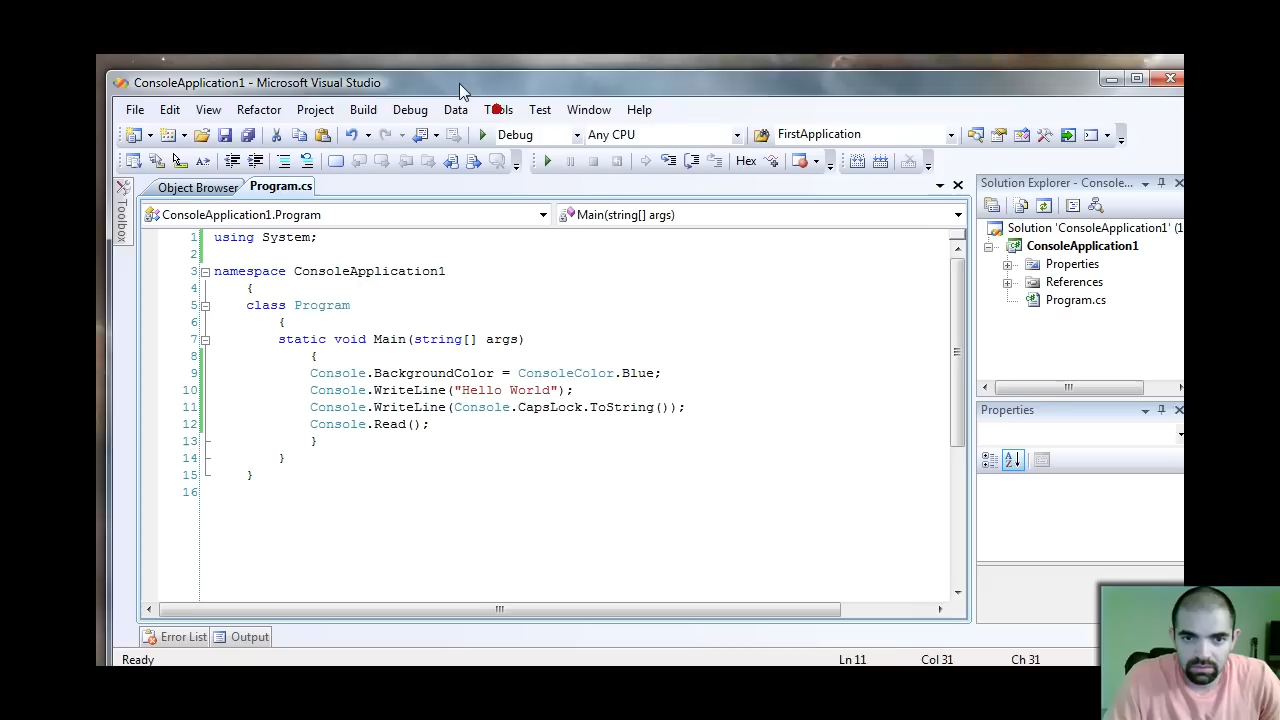 ConsoleApplication1 - Microsoft Visual Studio
File Edit View Refactor Project Build Debug Data Tools Test Window Help
Debug Any CPU FirstApplication
Hex
Toolbox
Object Browser Program.cs
ConsoleApplication1.Program Main(string[] args)
1 using System;
2
3 namespace ConsoleApplication1
4 {
5 class Program
6 {
7 static void Main(string[] args)
8 {
9 Console.BackgroundColor = ConsoleColor.Blue;
10 Console.WriteLine("Hello World");
11 Console.WriteLine(Console.CapsLock.ToString());
12 Console.Read();
13 }
14 }
15 }
16
Solution Explorer - Console...
Solution 'ConsoleApplication1' (1
ConsoleApplication1
Properties
References
Program.cs
Properties
Error List Output
Ready Ln 11 Col 31 Ch 31